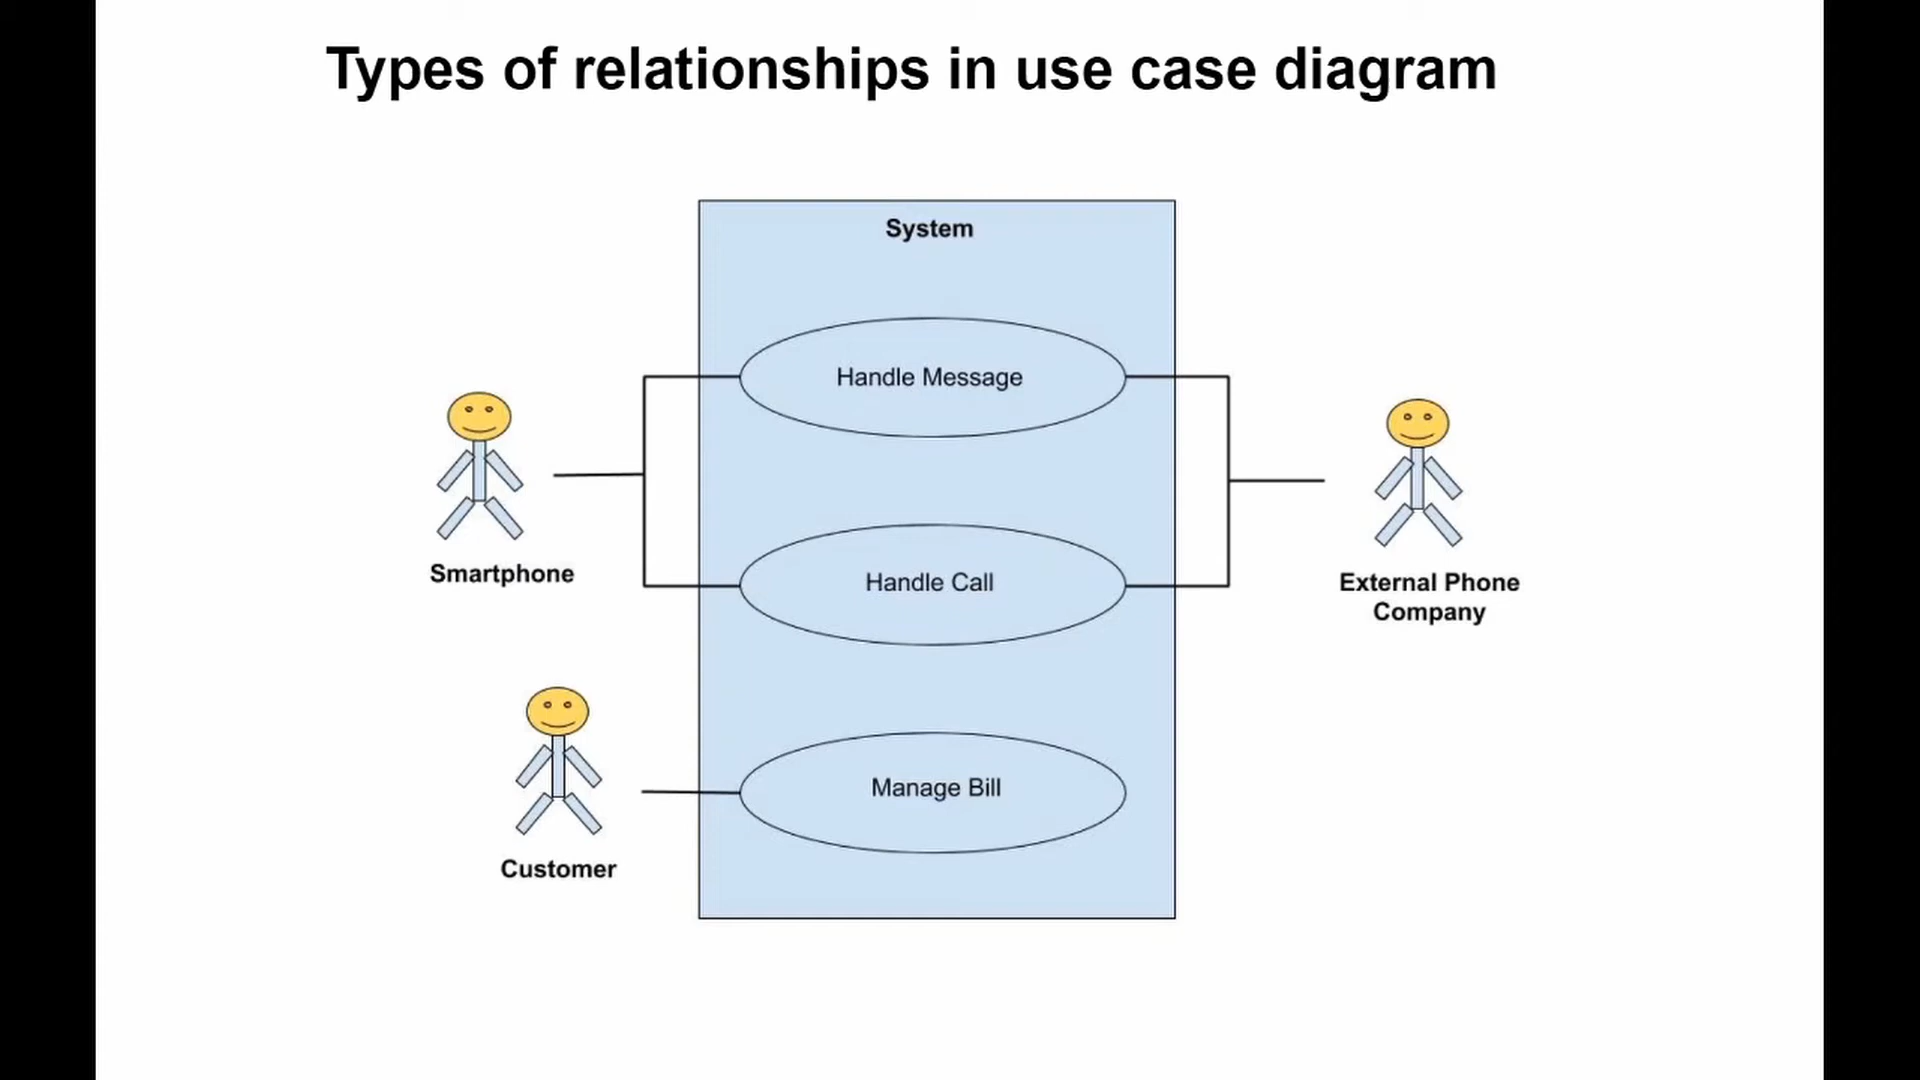 Types of relationships in use case diagram
System
Handle Message
Smartphone
Handle Call
External Phone
Company
Manage Bill
Customer